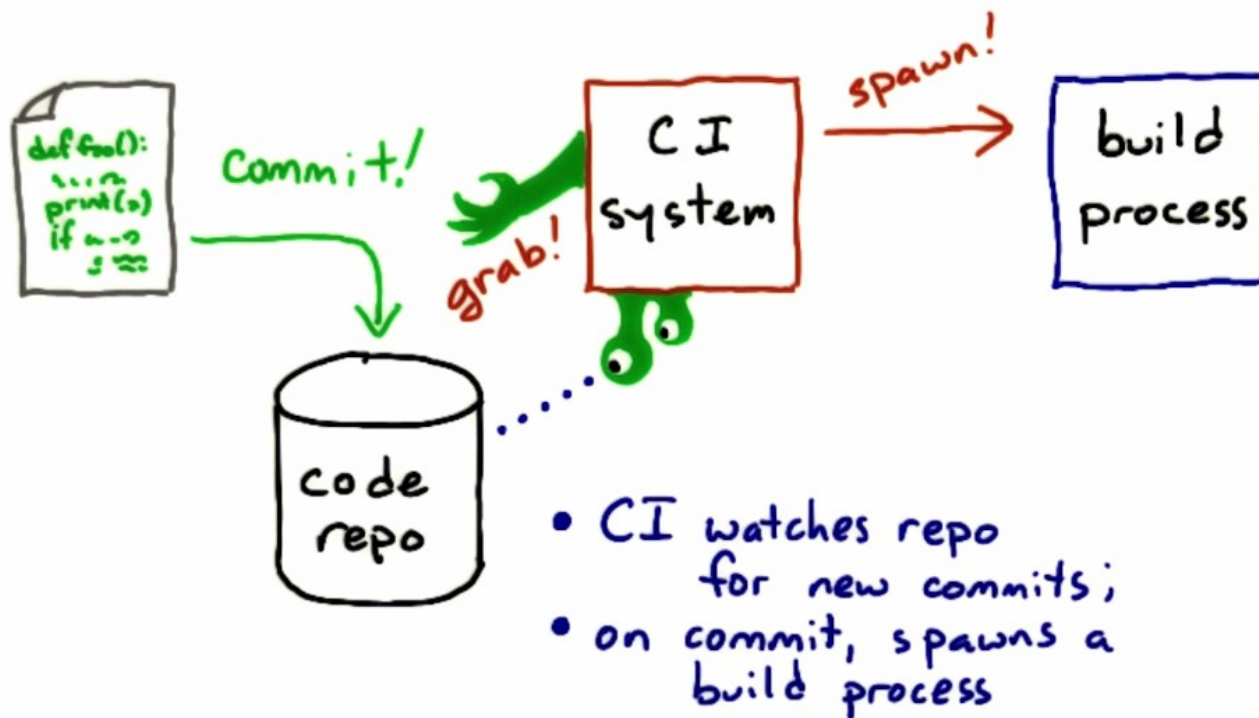 def foo():
print(s)
if
commit!
grab!
CI
system
spawn!
build
process
code
repo
• CI watches repo
for new commits;
• on commit, spawns a
build process